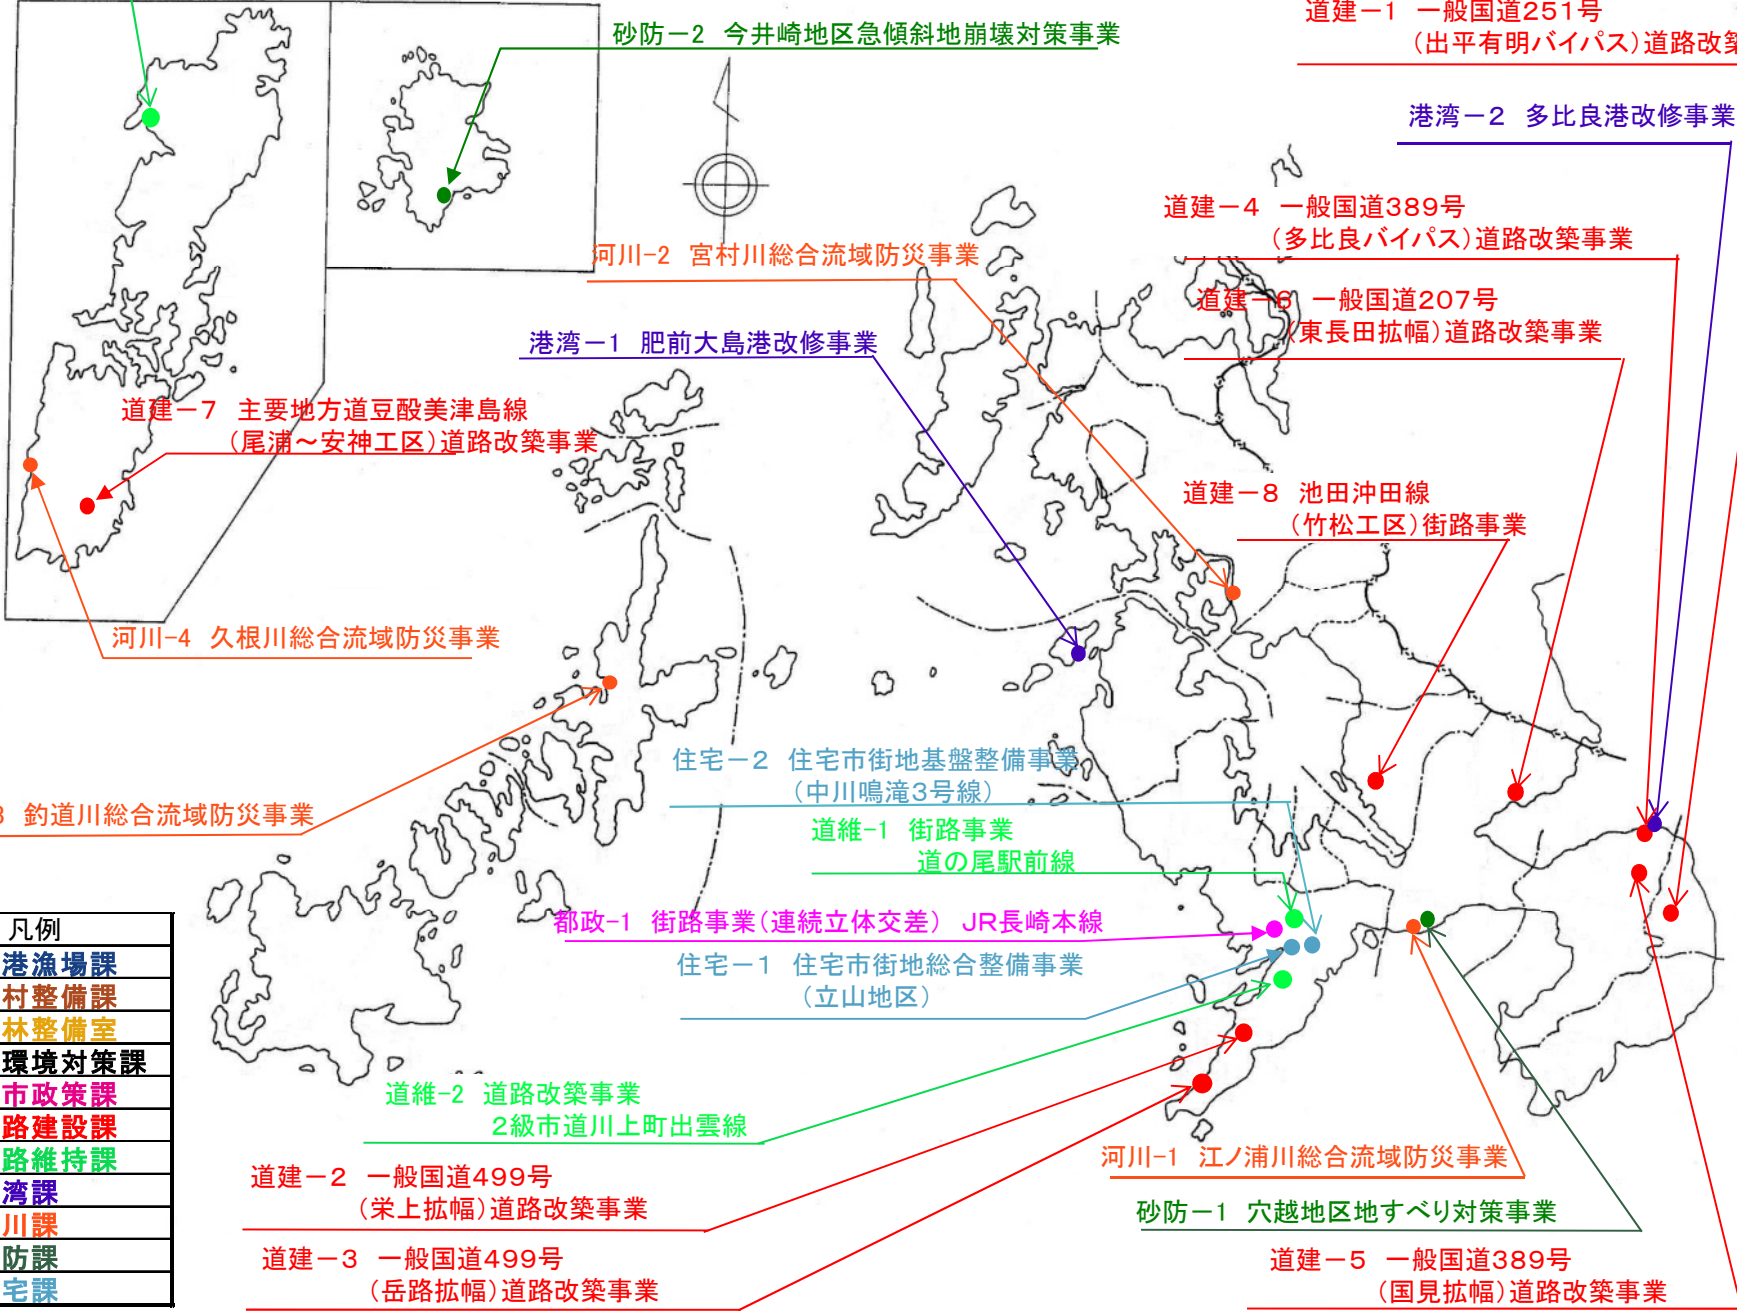 砂防－2 今井崎地区急傾斜地崩壊対策事業
道建－1 一般国道251号
（出平有明バイパス）道路改築
港湾－2 多比良港改修事業
道建－4 一般国道389号
（多比良バイパス）道路改築事業
河川-2 宮村川総合流域防災事業
道建－6 一般国道207号
（東長田拡幅）道路改築事業
港湾－1 肥前大島港改修事業
道建－7 主要地方道豆酘美津島線
（尾浦～安神工区）道路改築事業
道建－8 池田沖田線
（竹松工区）街路事業
河川-4 久根川総合流域防災事業
住宅－2 住宅市街地基盤整備事業
（中川鳴滝3号線）
3 釣道川総合流域防災事業
道維-1 街路事業
道の尾駅前線
都政-1 街路事業（連続立体交差） JR長崎本線
住宅－1 住宅市街地総合整備事業
（立山地区）
凡例
港漁場課
村整備課
林整備室
環境対策課
市政策課
路建設課
路維持課
湾課
川課
防課
宅課
道維-2 道路改築事業
2級市道川上町出雲線
道建－2 一般国道499号
（栄上拡幅）道路改築事業
道建－3 一般国道499号
（岳路拡幅）道路改築事業
河川-1 江ノ浦川総合流域防災事業
砂防－1 穴越地区地すべり対策事業
道建－5 一般国道389号
（国見拡幅）道路改築事業